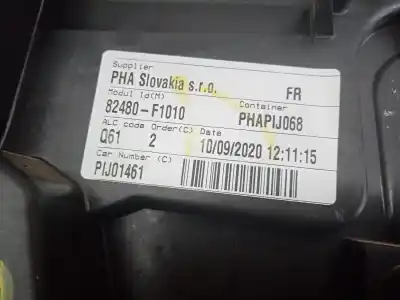 Supplier
PHA Slovakia s.r.o. FR
Modul Id(M) Container
82480-F1010 PHAPIJ068
ALC code Order(C) Date
Q61 2 10/09/2020 12:11:15
Car Number (C)
PIJ01461